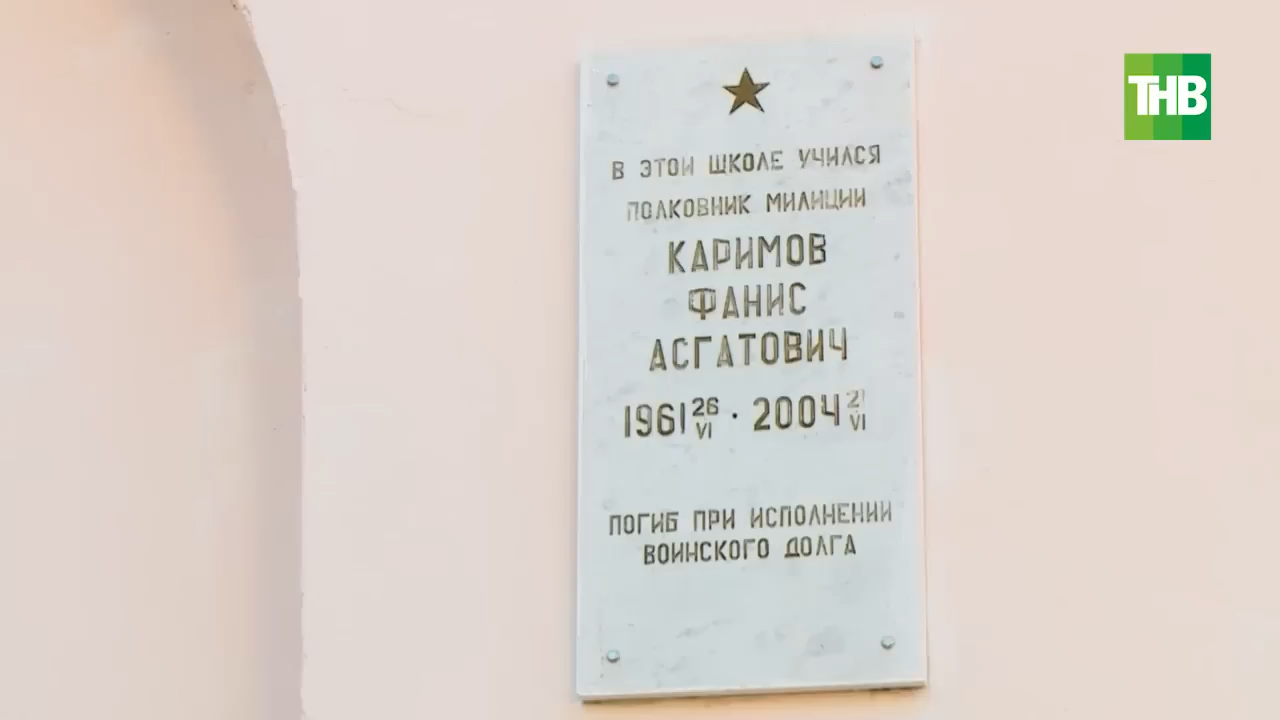 ТНВ
В ЭТОЙ ШКОЛЕ УЧИЛСЯ
ПОЛКОВНИК МИЛИЦИИ
КАРИМОВ
ФАНИС
АСГАТОВИЧ
1961 26 VI · 2004 21 VI
ПОГИБ ПРИ ИСПОЛНЕНИИ
ВОИНСКОГО ДОЛГА